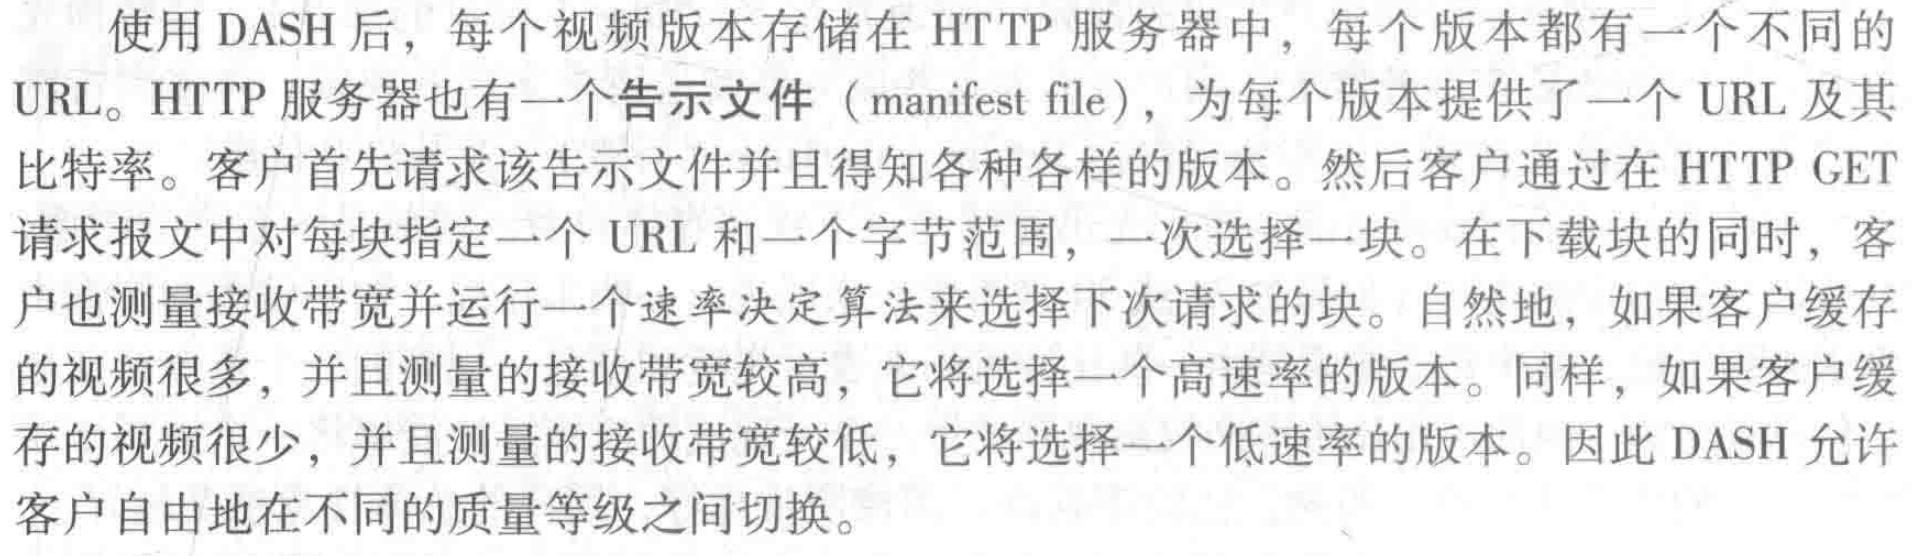 使用 DASH 后，每个视频版本存储在 HTTP 服务器中，每个版本都有一个不同的
URL。HTTP 服务器也有一个告示文件（manifest file），为每个版本提供了一个 URL 及其
比特率。客户首先请求该告示文件并且得知各种各样的版本。然后客户通过在 HTTP GET
请求报文中对每块指定一个 URL 和一个字节范围，一次选择一块。在下载块的同时，客
户也测量接收带宽并运行一个速率决定算法来选择下次请求的块。自然地，如果客户缓存
的视频很多，并且测量的接收带宽较高，它将选择一个高速率的版本。同样，如果客户缓
存的视频很少，并且测量的接收带宽较低，它将选择一个低速率的版本。因此 DASH 允许
客户自由地在不同的质量等级之间切换。